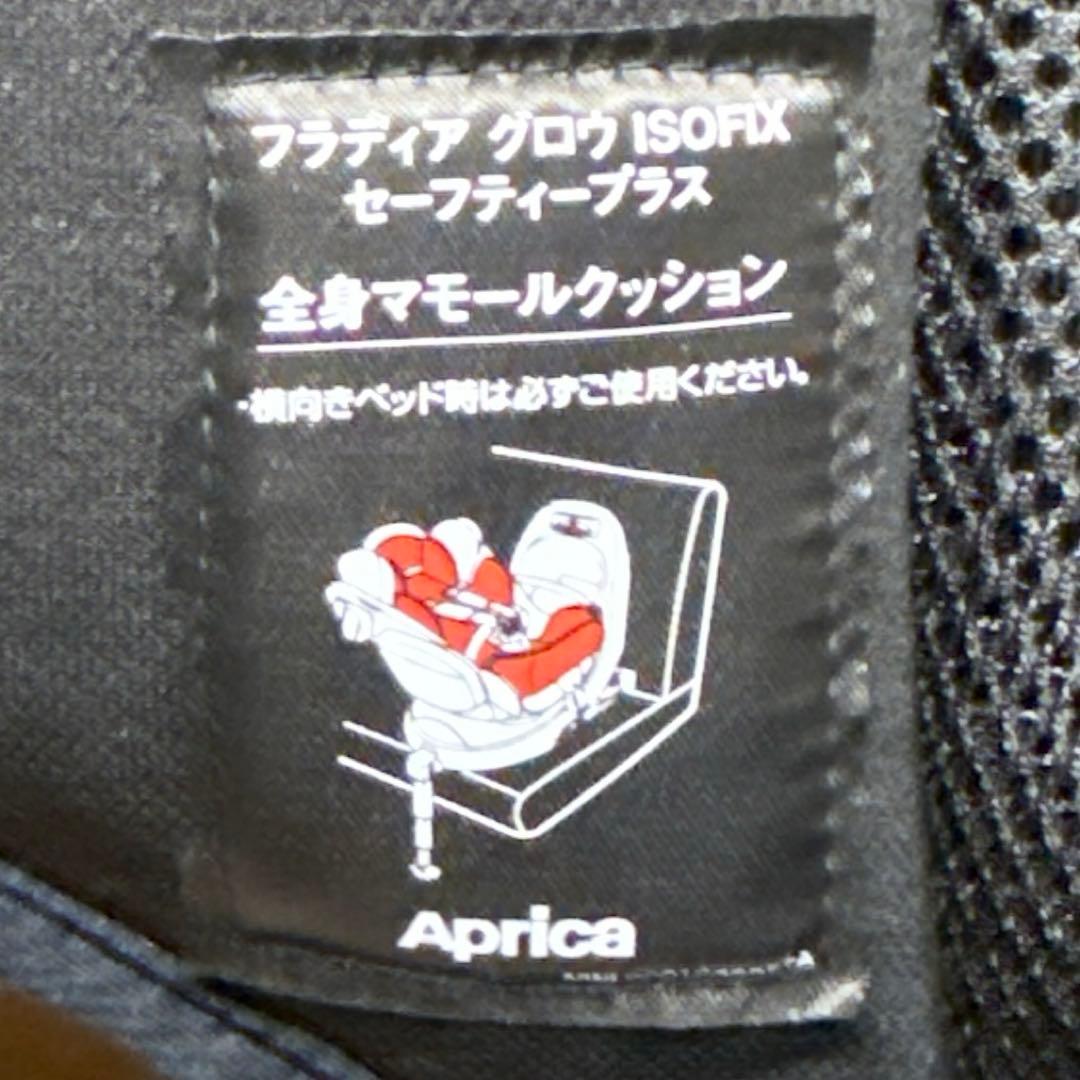 フラディア グロウ ISOFIX
セーフティープラス
全身マモールクッション
・横向きベッド時は必ずご使用ください。
Aprica